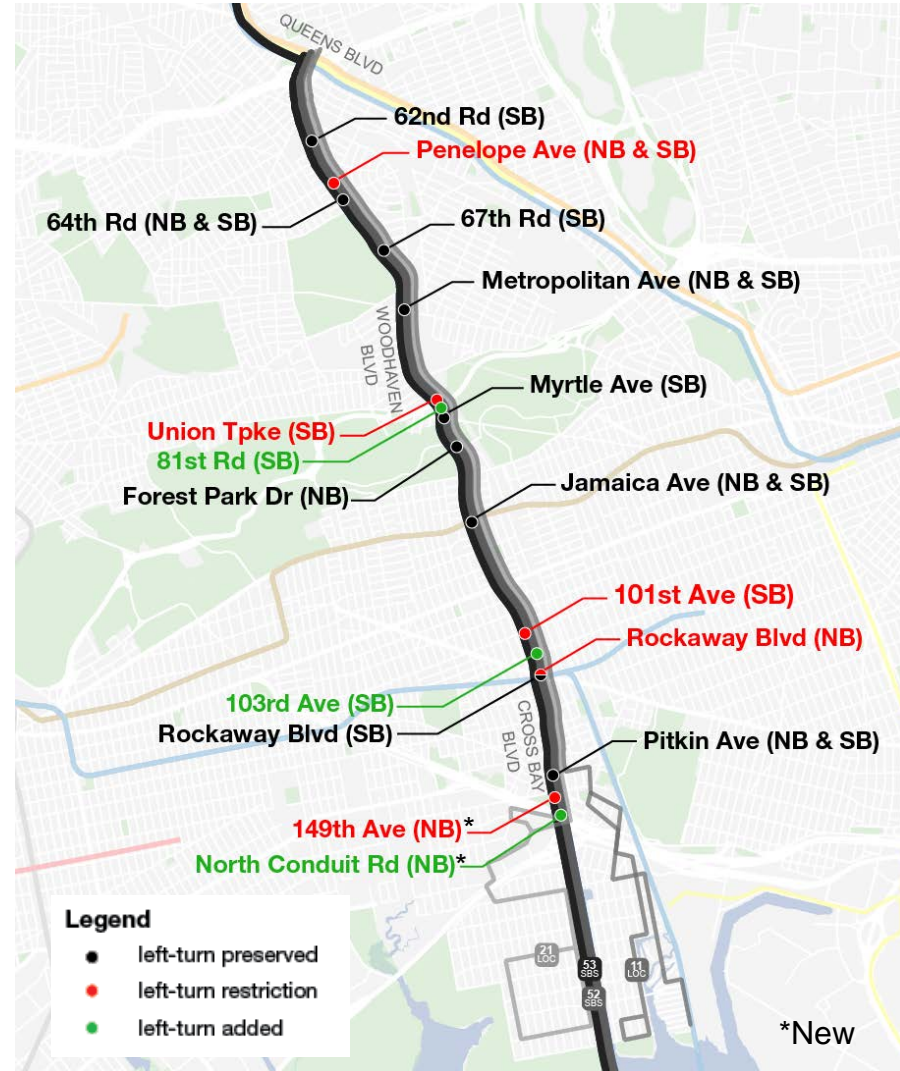 QUEENS BLVD
62nd Rd (SB)
Penelope Ave (NB & SB)
64th Rd (NB & SB)
67th Rd (SB)
Metropolitan Ave (NB & SB)
WOODHAVEN
BLVD
Myrtle Ave (SB)
Union Tpke (SB)
81st Rd (SB)
Forest Park Dr (NB)
Jamaica Ave (NB & SB)
101st Ave (SB)
Rockaway Blvd (NB)
103rd Ave (SB)
Rockaway Blvd (SB)
CROSS BAY
BLVD
Pitkin Ave (NB & SB)
149th Ave (NB)*
North Conduit Rd (NB)*
Legend
left-turn preserved
left-turn restriction
left-turn added
21
LOC
53
SBS
11
LOC
52
SBS
*New